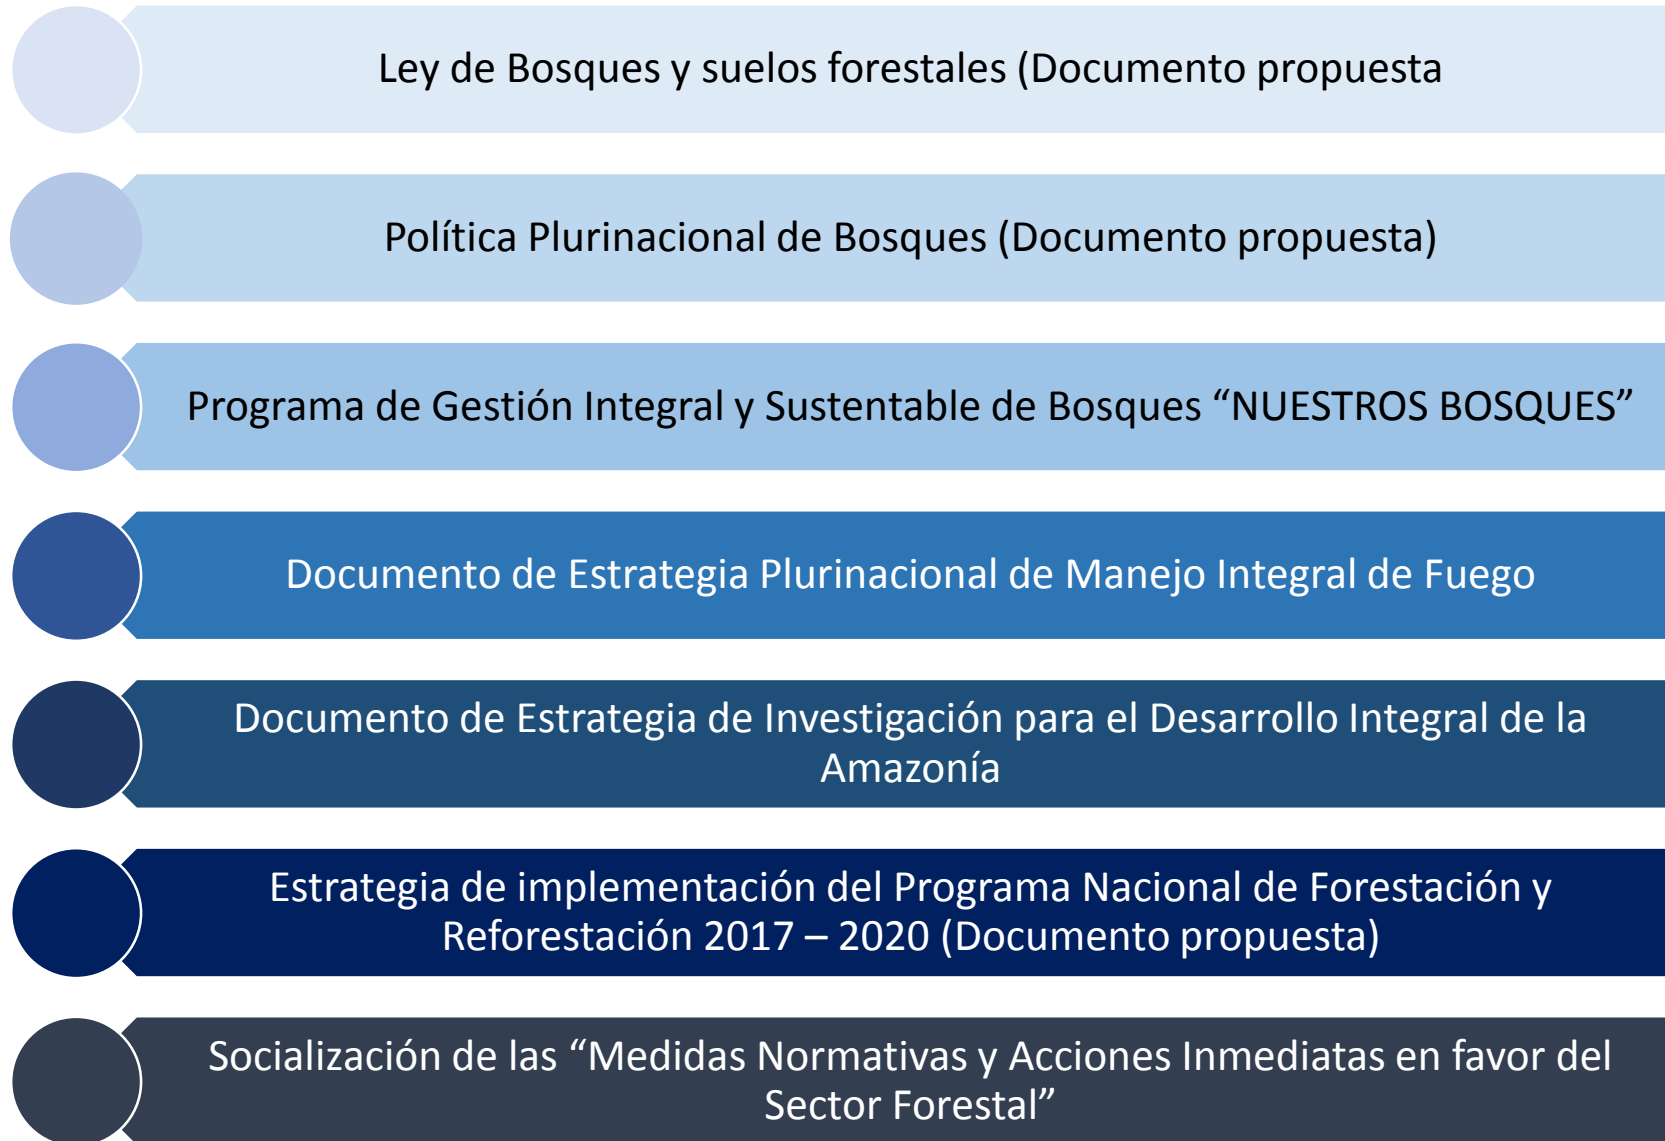 Ley de Bosques y suelos forestales (Documento propuesta
Política Plurinacional de Bosques (Documento propuesta)
Programa de Gestión Integral y Sustentable de Bosques “NUESTROS BOSQUES”
Documento de Estrategia Plurinacional de Manejo Integral de Fuego
Documento de Estrategia de Investigación para el Desarrollo Integral de la
Amazonía
Estrategia de implementación del Programa Nacional de Forestación y
Reforestación 2017 – 2020 (Documento propuesta)
Socialización de las “Medidas Normativas y Acciones Inmediatas en favor del
Sector Forestal”